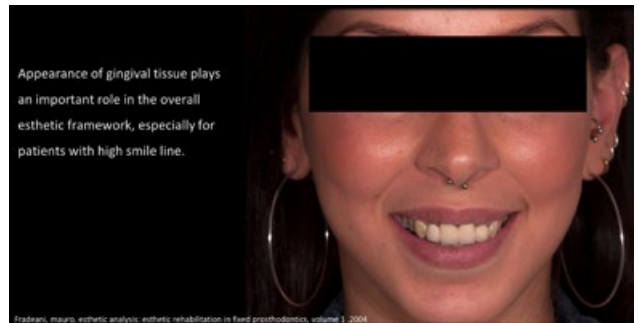 Appearance of gingival tissue plays
an important role in the overall
esthetic framework, especially for
patients with high smile line.
Fradeani, mauro, esthetic analysis: esthetic rehabilitation in fixed prosthodontics, volume 1 ,2004